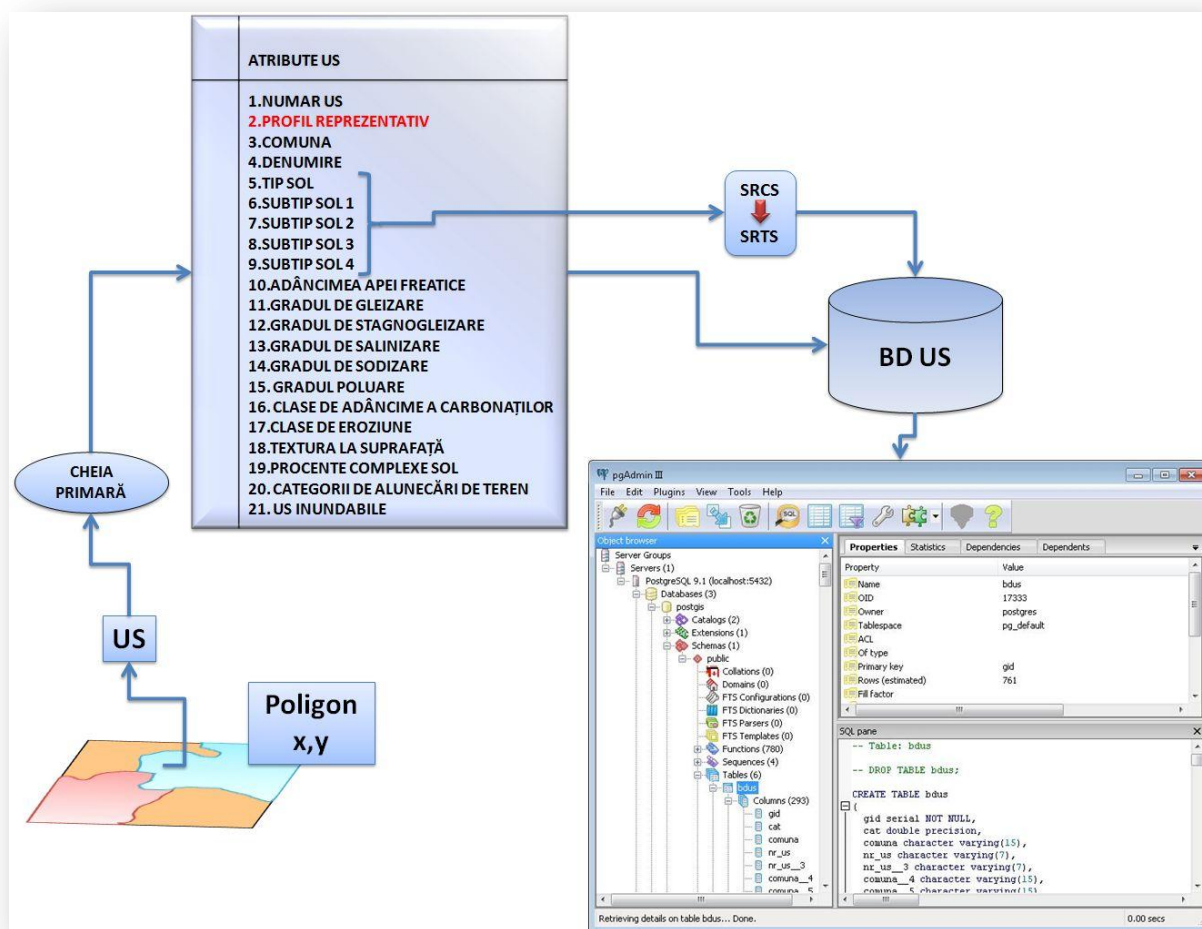 ATRIBUTE US
1.NUMAR US
2.PROFIL REPREZENTATIV
3.COMUNA
4.DENUMIRE
5.TIP SOL
6.SUBTIP SOL 1
7.SUBTIP SOL 2
8.SUBTIP SOL 3
9.SUBTIP SOL 4
10.ADÂNCIMEA APEI FREATICE
11.GRADUL DE GLEIZARE
12.GRADUL DE STAGNOGLEIZARE
13.GRADUL DE SALINIZARE
14.GRADUL DE SODIZARE
15. GRADUL POLUARE
16. CLASE DE ADÂNCIME A CARBONAȚILOR
17.CLASE DE EROZIUNE
18.TEXTURA LA SUPRAFAȚĂ
19.PROCENTE COMPLEXE SOL
20. CATEGORII DE ALUNECĂRI DE TEREN
21. US INUNDABILE
SRCS
SRTS
BD US
CHEIA
PRIMARĂ
US
Poligon
x,y
pgAdmin III
File Edit Plugins View Tools Help
SQL
Object browser
Server Groups
Servers (1)
PostgreSQL 9.1 (localhost:5432)
Databases (3)
postgis
Catalogs (2)
Extensions (1)
Schemas (1)
public
Collations (0)
Domains (0)
FTS Configurations (0)
FTS Dictionaries (0)
FTS Parsers (0)
FTS Templates (0)
Functions (780)
Sequences (4)
Tables (6)
bdus
Columns (293)
gid
cat
comuna
nr_us
nr_us__3
comuna__4
comuna__5
Properties Statistics Dependencies Dependents
Property Value
Name bdus
OID 17333
Owner postgres
Tablespace pg_default
ACL
Of type
Primary key gid
Rows (estimated) 761
Fill factor
SQL pane
-- Table: bdus
-- DROP TABLE bdus;
CREATE TABLE bdus
(
gid serial NOT NULL,
cat double precision,
comuna character varying(15),
nr_us character varying(7),
nr_us__3 character varying(7),
comuna__4 character varying(15),
comuna__5 character varying(15)
Retrieving details on table bdus... Done. 0.00 secs